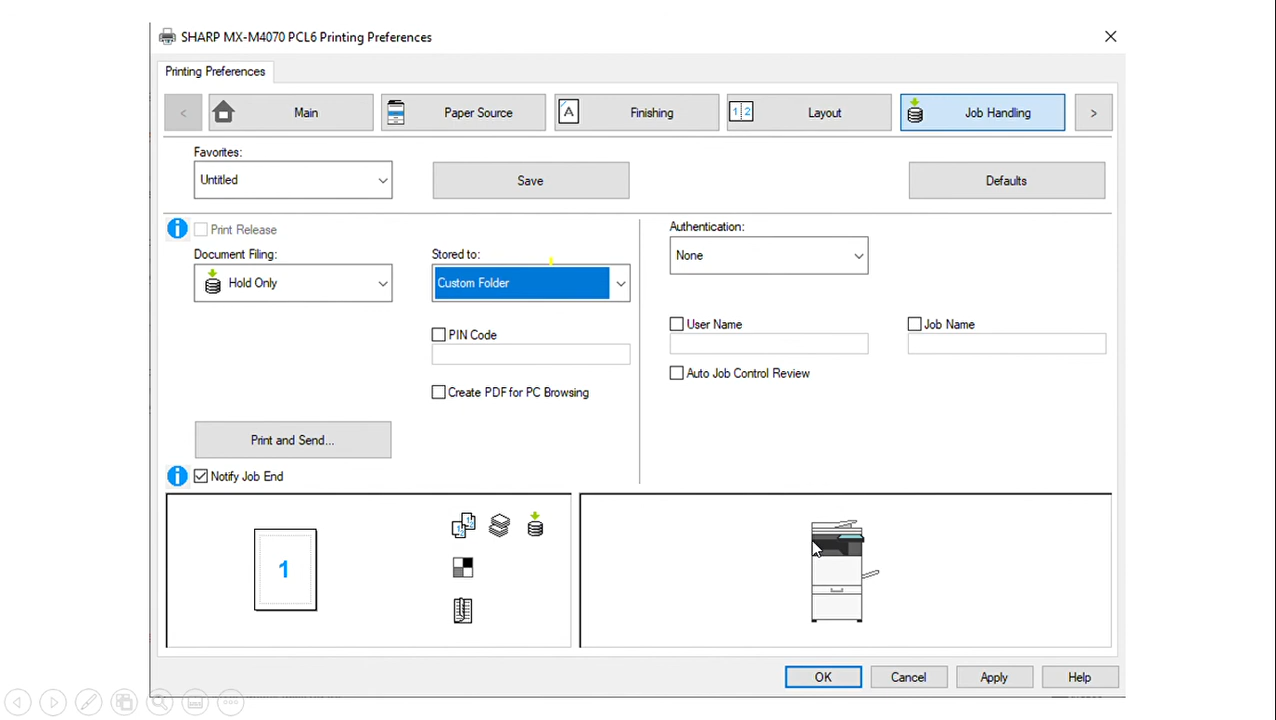 SHARP MX-M4070 PCL6 Printing Preferences
Printing Preferences
< Main Paper Source Finishing Layout Job Handling >
Favorites:
Untitled Save Defaults
Print Release
Authentication:
Document Filing: Stored to:
None
Hold Only Custom Folder
PIN Code User Name Job Name
Auto Job Control Review
Create PDF for PC Browsing
Print and Send...
Notify Job End
1
OK Cancel Apply Help